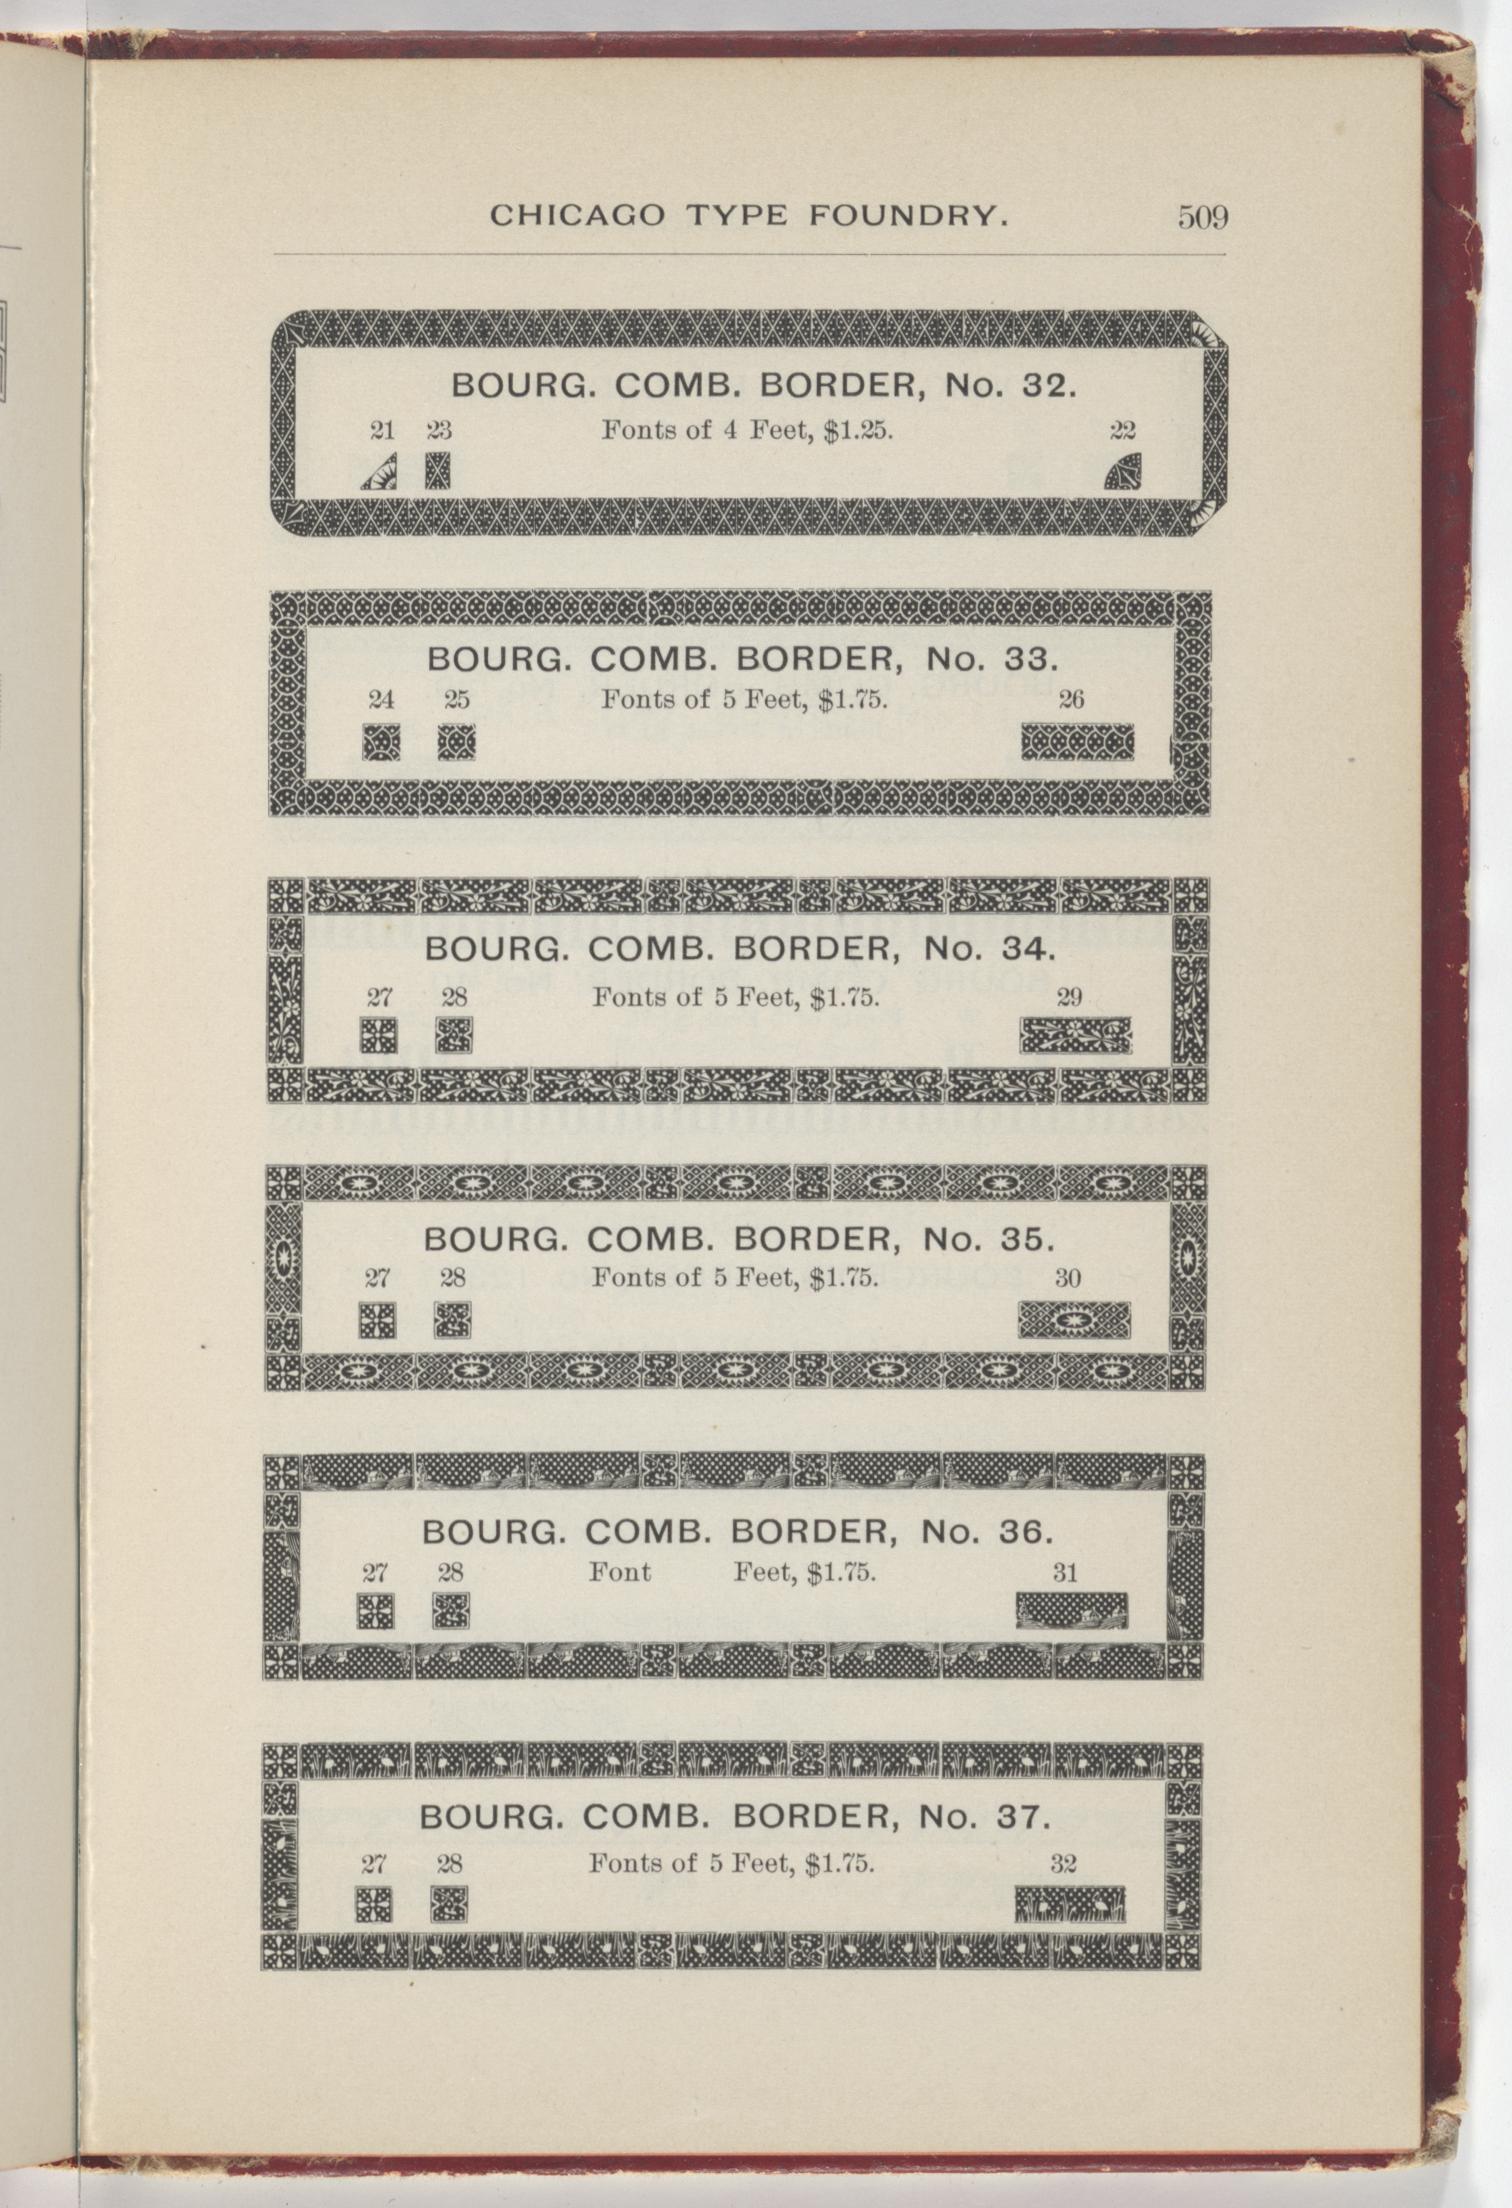 CHICAGO TYPE FOUNDRY. 509
BOURG. COMB. BORDER, No. 32.
21 23 Fonts of 4 Feet, $1.25. 22
BOURG. COMB. BORDER, No. 33.
24 25 Fonts of 5 Feet, $1.75. 26
BOURG. COMB. BORDER, No. 34.
27 28 Fonts of 5 Feet, $1.75. 29
BOURG. COMB. BORDER, No. 35.
27 28 Fonts of 5 Feet, $1.75. 30
BOURG. COMB. BORDER, No. 36.
27 28 Font Feet, $1.75. 31
BOURG. COMB. BORDER, No. 37.
27 28 Fonts of 5 Feet, $1.75. 32